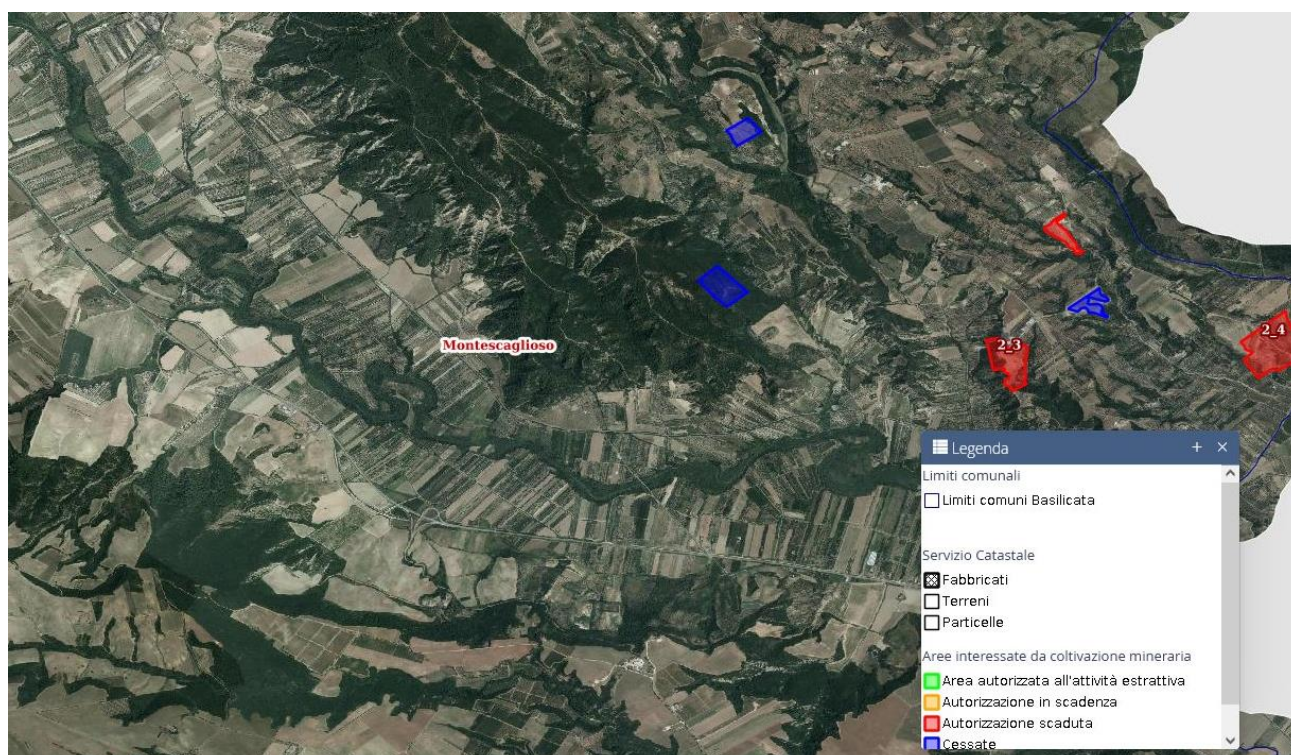 Montescaglioso
2_3
2_4
Legenda
Limiti comunali
Limiti comuni Basilicata
Servizio Catastale
Fabbricati
Terreni
Particelle
Aree interessate da coltivazione mineraria
Area autorizzata all'attività estrattiva
Autorizzazione in scadenza
Autorizzazione scaduta
Cessate